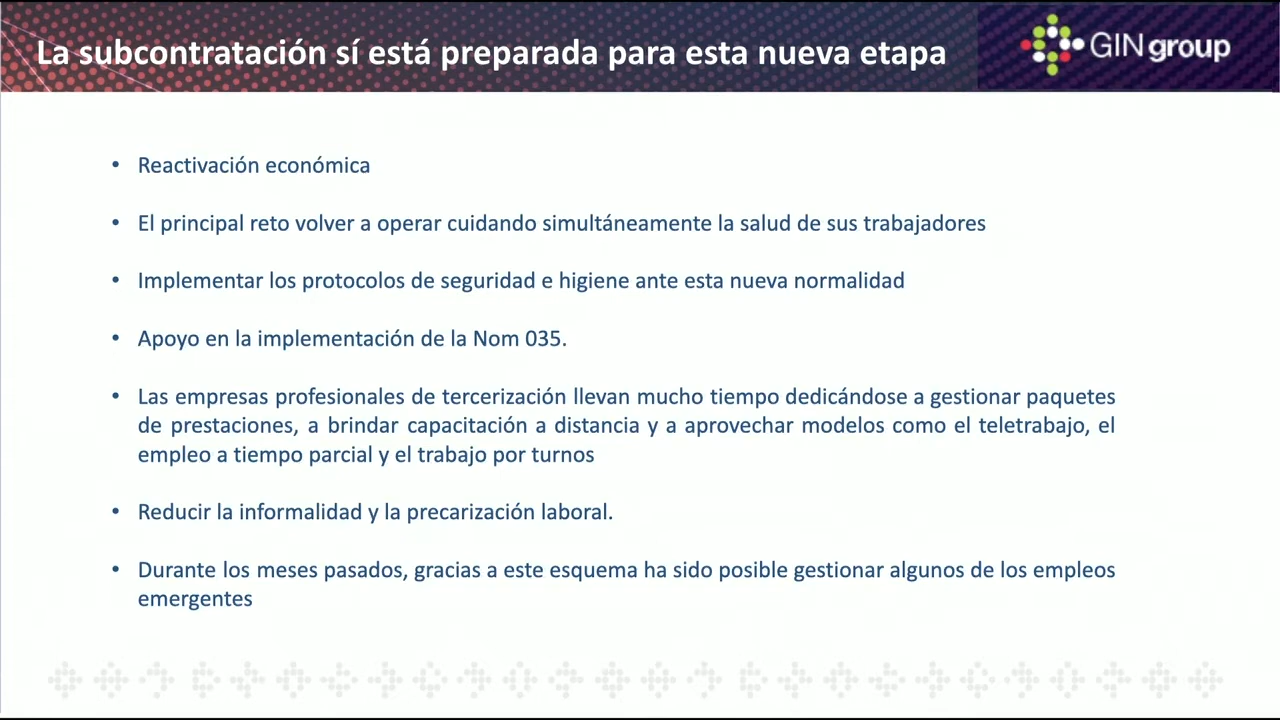 La subcontratación sí está preparada para esta nueva etapa
GINgroup
• Reactivación económica
• El principal reto volver a operar cuidando simultáneamente la salud de sus trabajadores
• Implementar los protocolos de seguridad e higiene ante esta nueva normalidad
• Apoyo en la implementación de la Nom 035.
• Las empresas profesionales de tercerización llevan mucho tiempo dedicándose a gestionar paquetes
de prestaciones, a brindar capacitación a distancia y a aprovechar modelos como el teletrabajo, el
empleo a tiempo parcial y el trabajo por turnos
• Reducir la informalidad y la precarización laboral.
• Durante los meses pasados, gracias a este esquema ha sido posible gestionar algunos de los empleos
emergentes